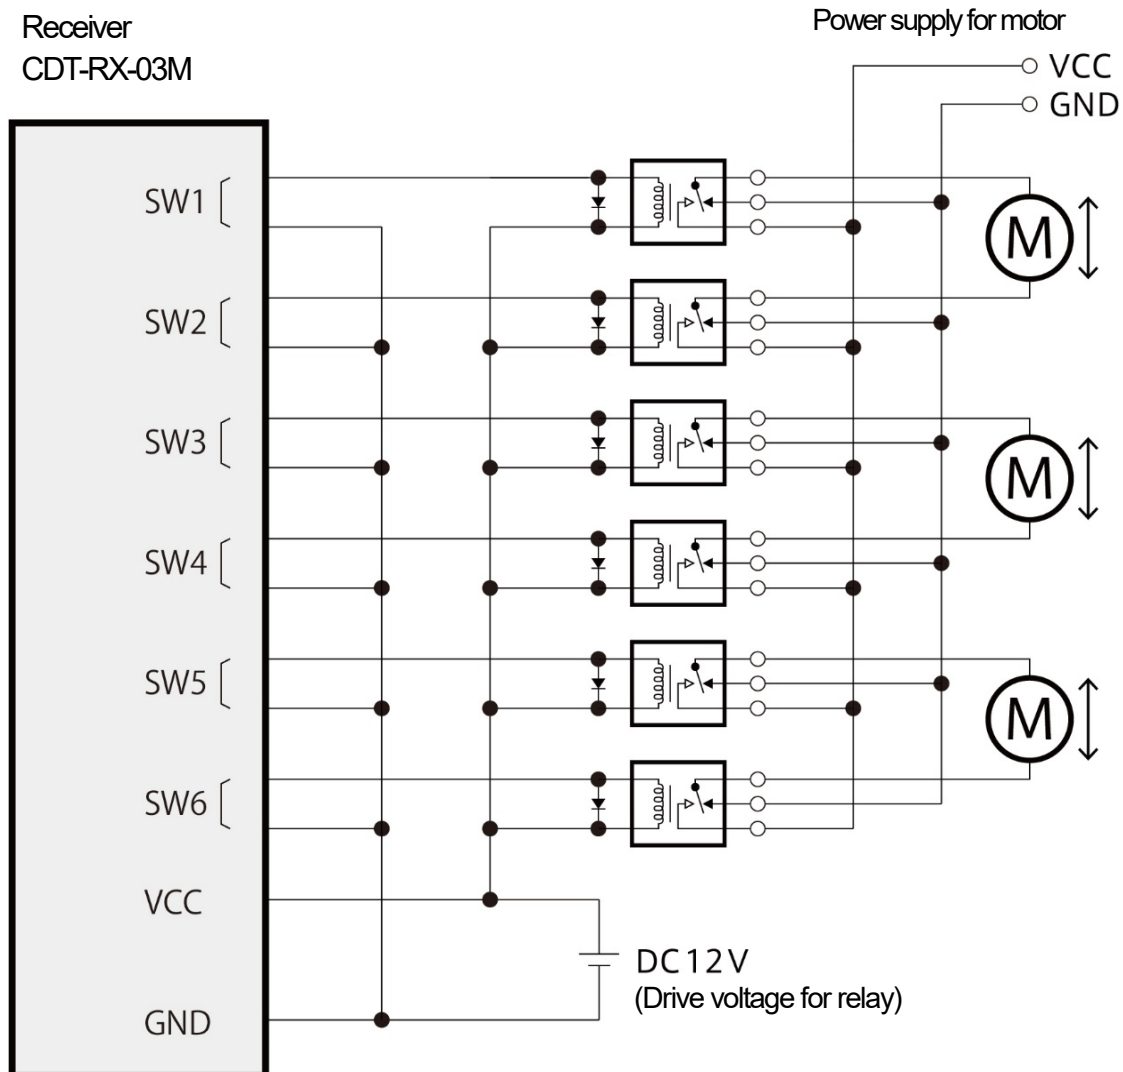 Receiver
CDT-RX-03M
Power supply for motor
VCC
GND
SW1
M
SW2
SW3
M
SW4
SW5
M
SW6
VCC
DC12V
(Drive voltage for relay)
GND